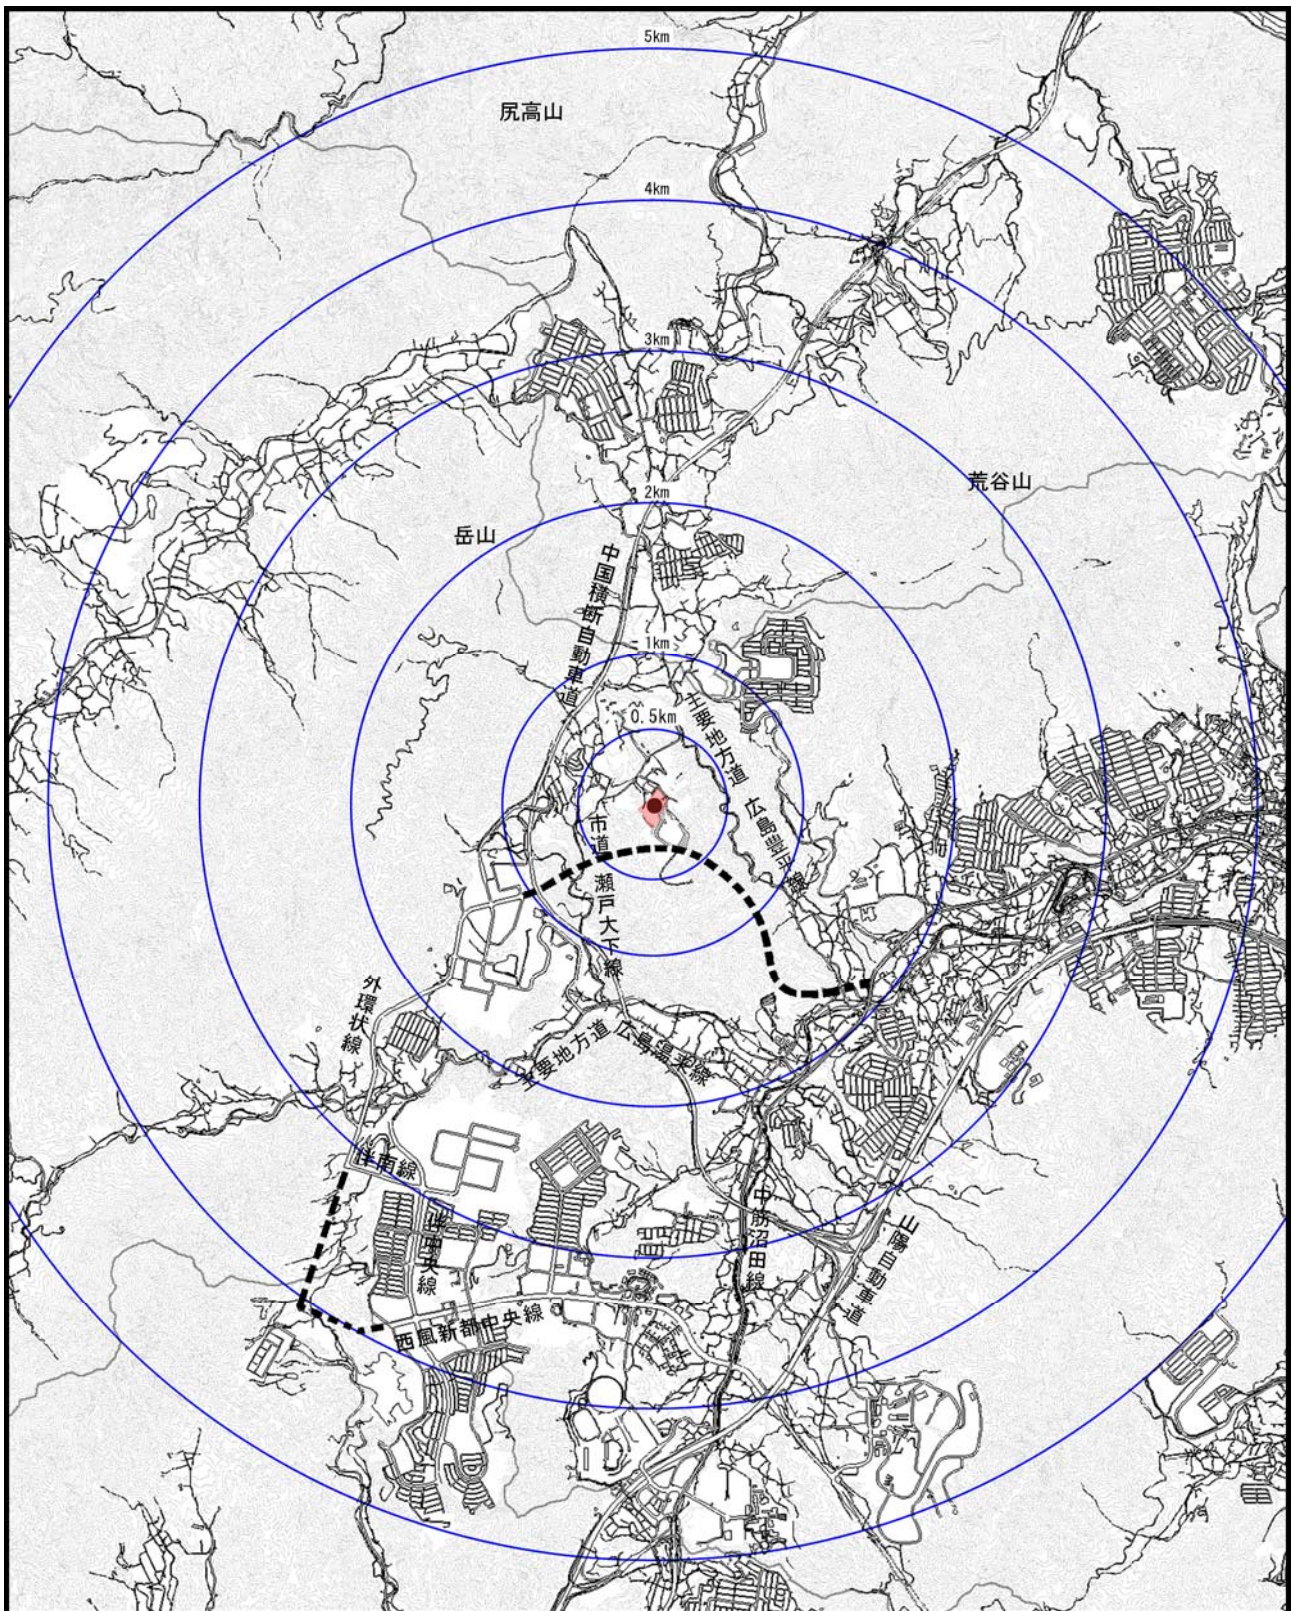 5km
尻高山
4km
3km
荒谷山
2km
岳山
中国横断自動車道
1km
主要地方道 広島豊平線
0.5km
市道 瀬戸大下線
外環状線
主要地方道 広島湯来線
伴南線
伴中央線
中筋沼田線
山陽自動車道
西風新都中央線